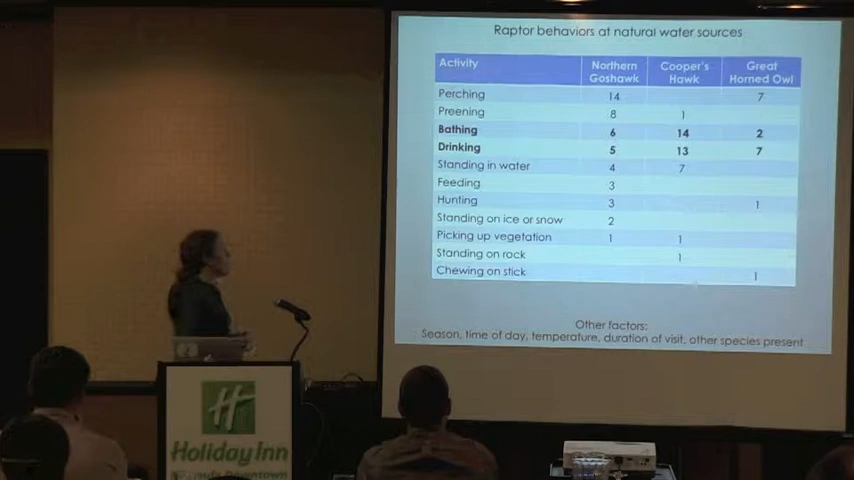 Raptor behaviors at natural water sources
Activity Northern Goshawk Cooper's Hawk Great Horned Owl
Perching 14 7
Preening 8 1
Bathing 6 14 2
Drinking 5 13 7
Standing in water 4 7
Feeding 3
Hunting 3 1
Standing on ice or snow 2
Picking up vegetation 1 1
Standing on rock 1
Chewing on stick 1
Other factors:
Season, time of day, temperature, duration of visit, other species present
H
Holiday Inn
Downtown